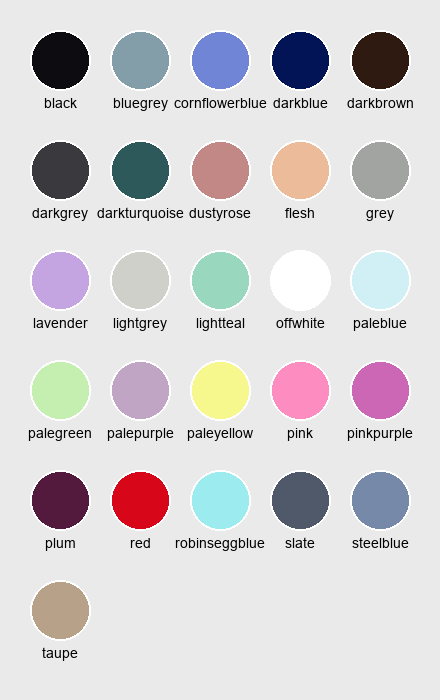 black bluegrey cornflowerblue darkblue darkbrown
darkgrey darkturquoise dustyrose flesh grey
lavender lightgrey lightteal offwhite paleblue
palegreen palepurple paleyellow pink pinkpurple
plum red robinseggblue slate steelblue
taupe